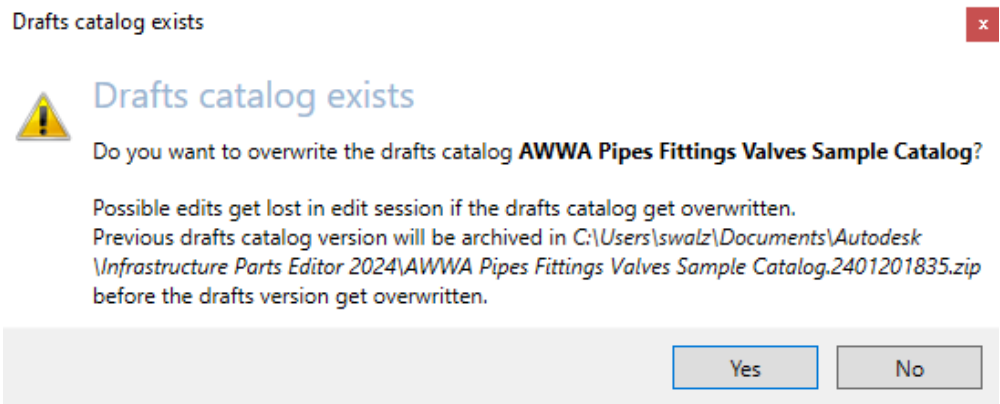 Drafts catalog exists
x
Drafts catalog exists
Do you want to overwrite the drafts catalog AWWA Pipes Fittings Valves Sample Catalog?
Possible edits get lost in edit session if the drafts catalog get overwritten.
Previous drafts catalog version will be archived in C:\Users\swalz\Documents\Autodesk
\Infrastructure Parts Editor 2024\AWWA Pipes Fittings Valves Sample Catalog.2401201835.zip
before the drafts version get overwritten.
Yes
No